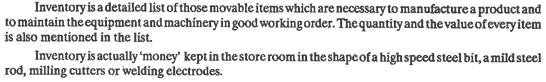 Inventory is a detailed list of those movable items which are necessary to manufacture a product and
to maintain the equipment and machinery in good working order. The quantity and the value of every item
is also mentioned in the list.
Inventory is actually ‘money’ kept in the store room in the shape of a high speed steel bit, a mild steel
rod, milling cutters or welding electrodes.